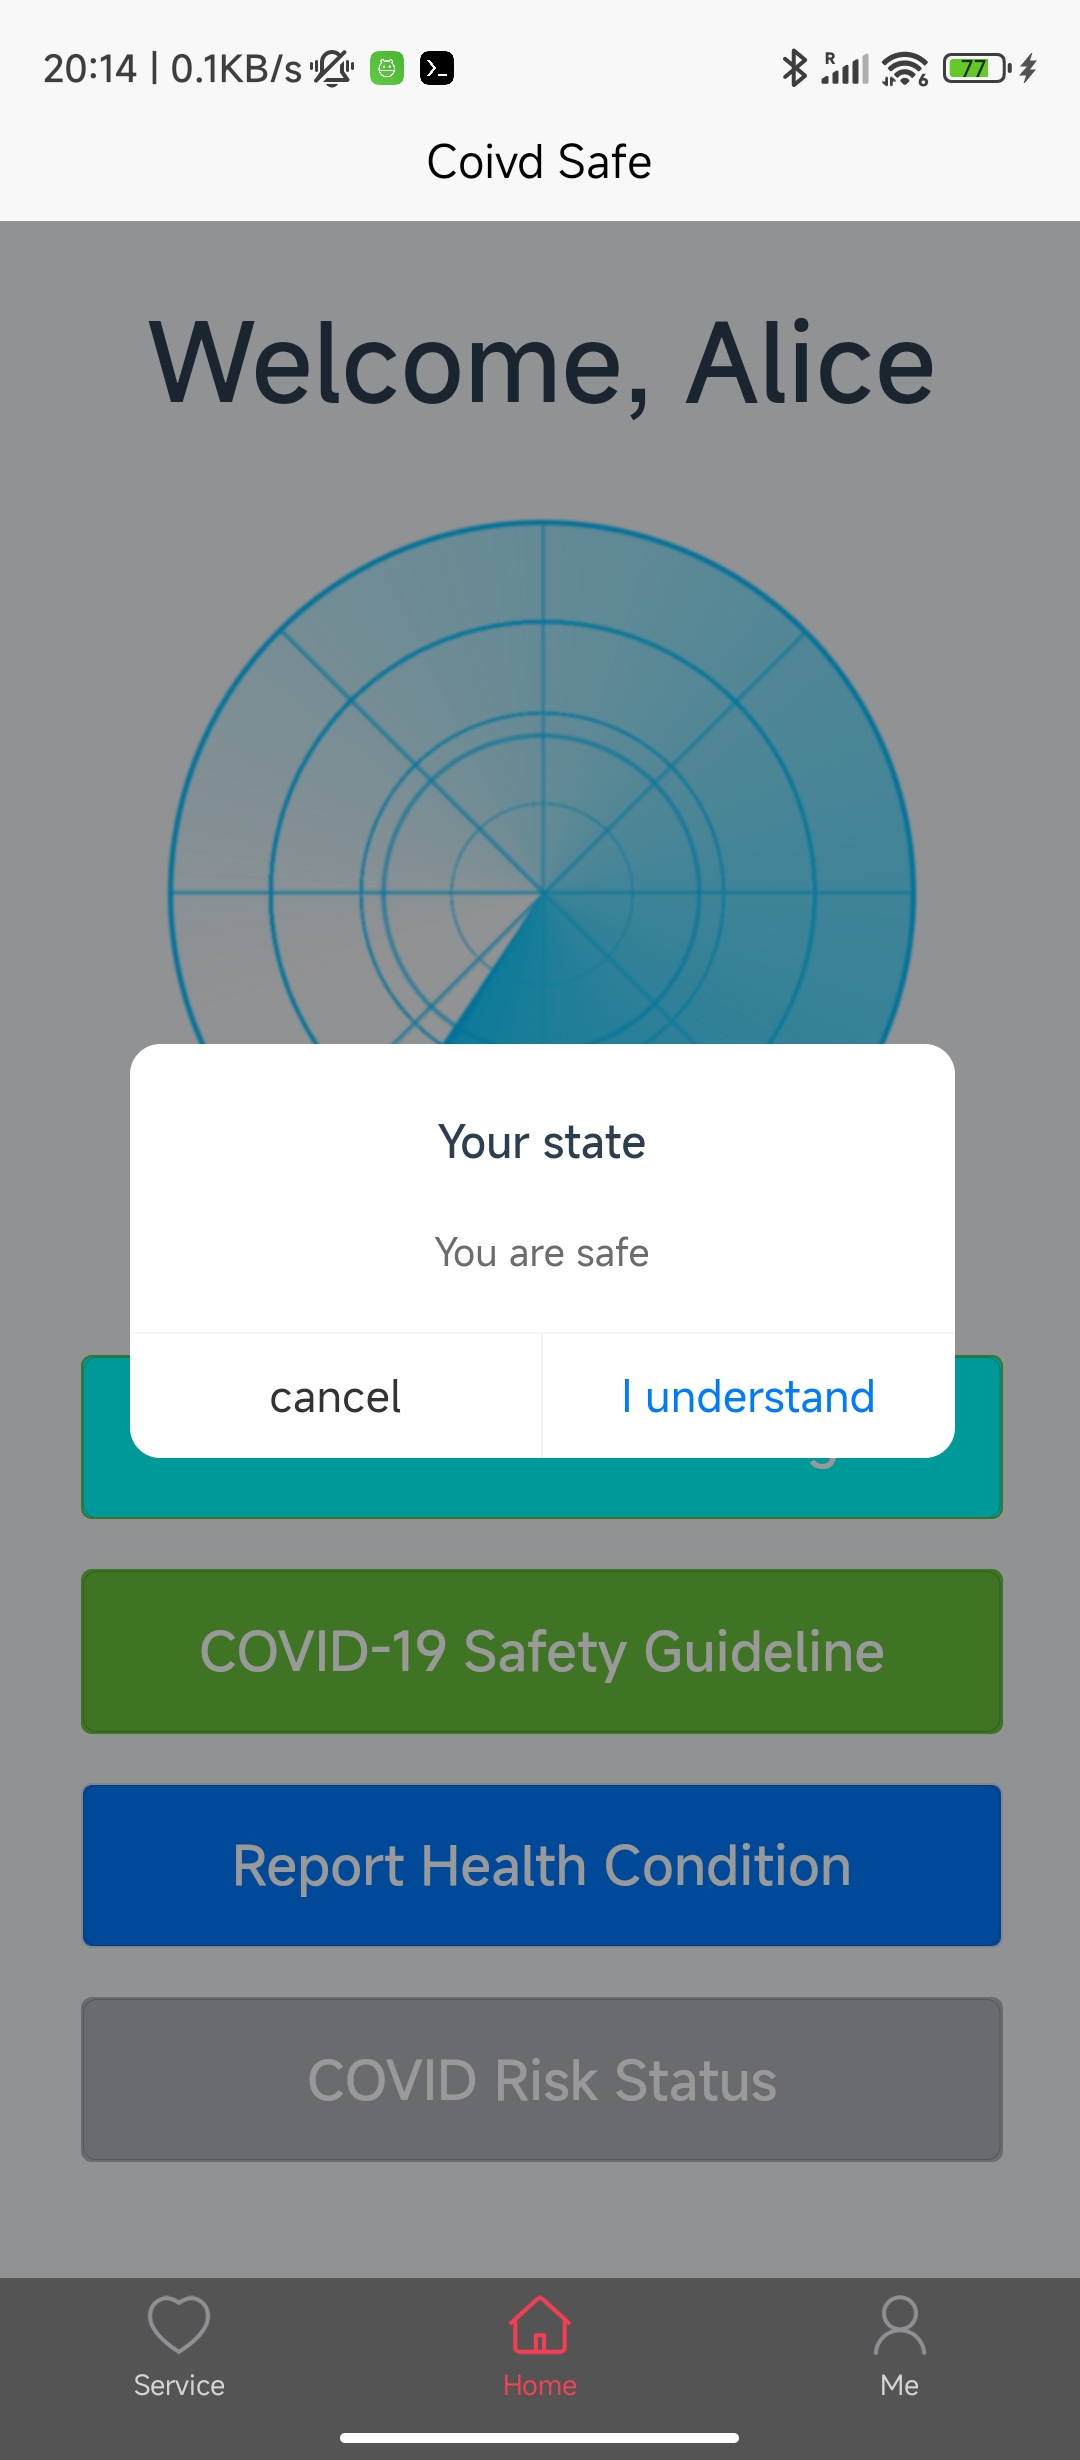 20:14 | 0.1KB/s
R
6
77
Coivd Safe
Welcome, Alice
Your state
You are safe
cancel
I understand
COVID-19 Safety Guideline
Report Health Condition
COVID Risk Status
Service
Home
Me